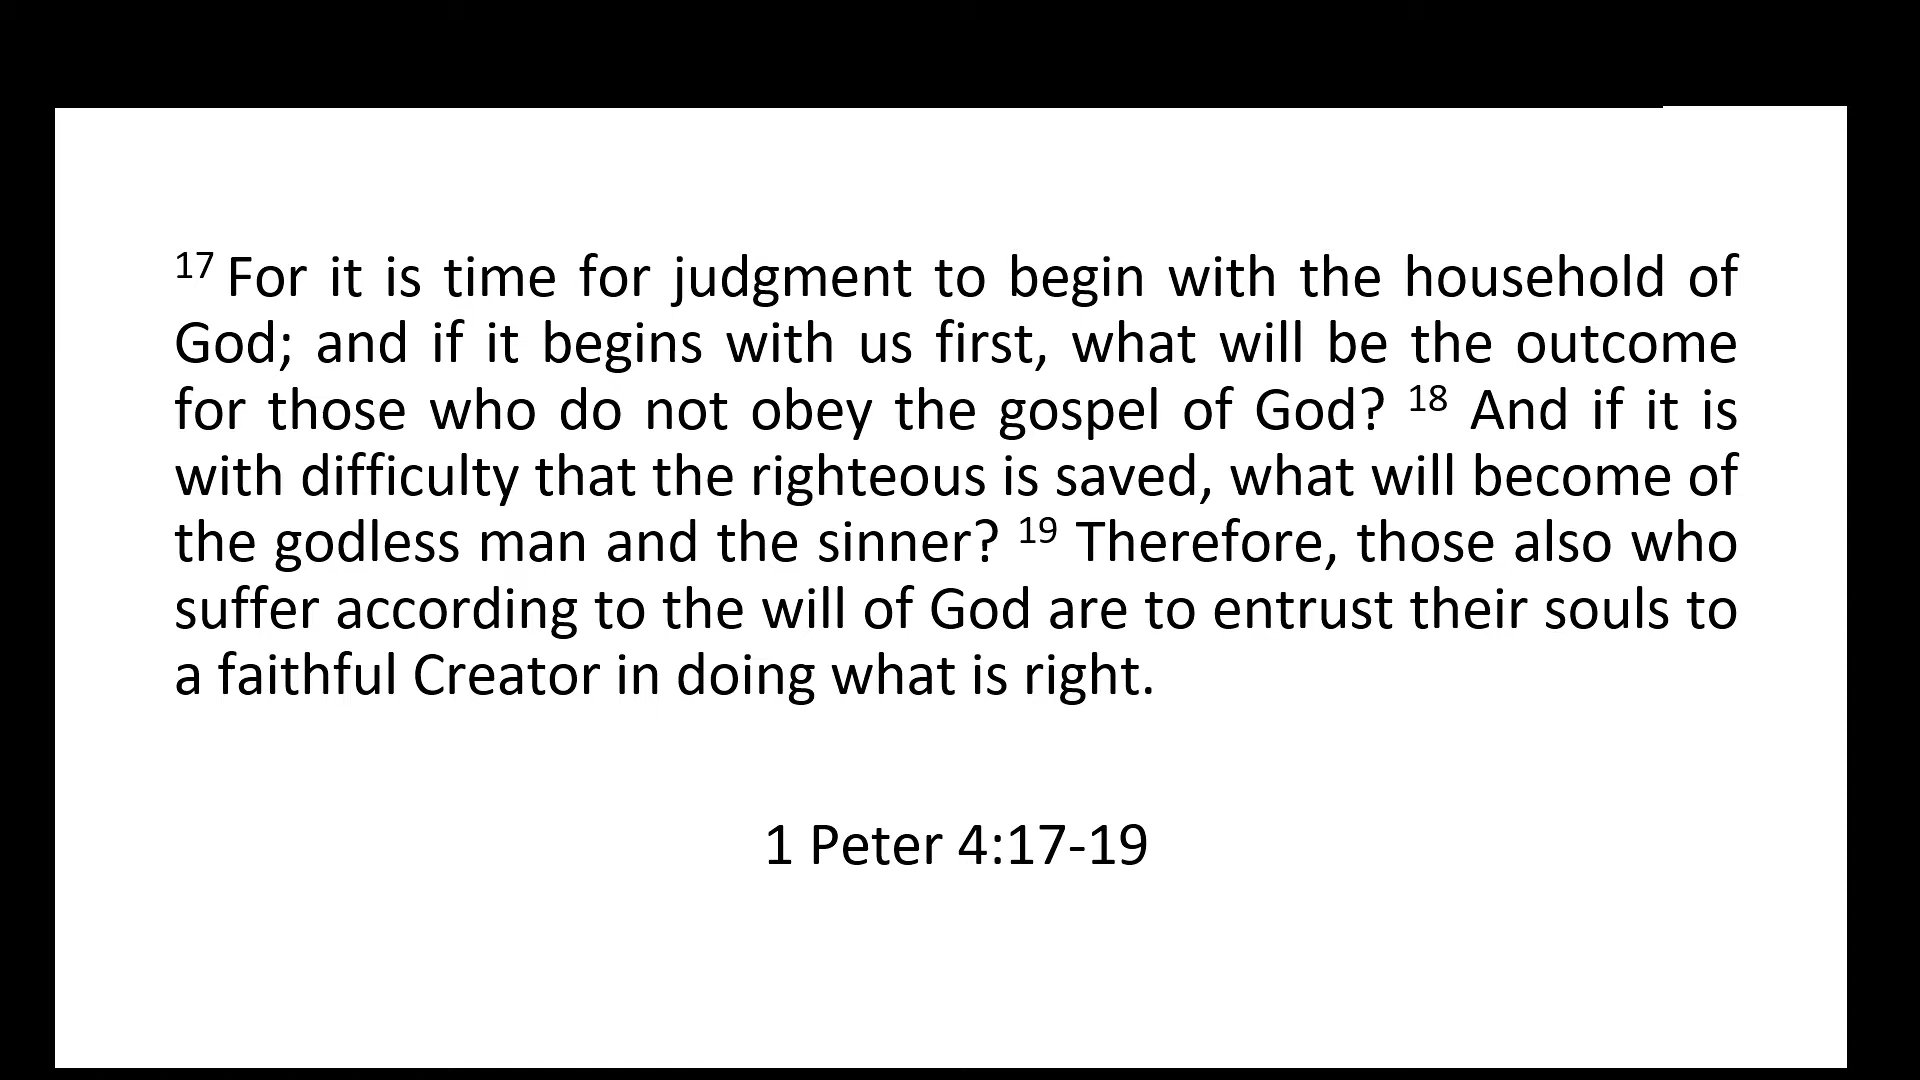 17 For it is time for judgment to begin with the household of
God; and if it begins with us first, what will be the outcome
for those who do not obey the gospel of God? 18 And if it is
with difficulty that the righteous is saved, what will become of
the godless man and the sinner? 19 Therefore, those also who
suffer according to the will of God are to entrust their souls to
a faithful Creator in doing what is right.
1 Peter 4:17-19